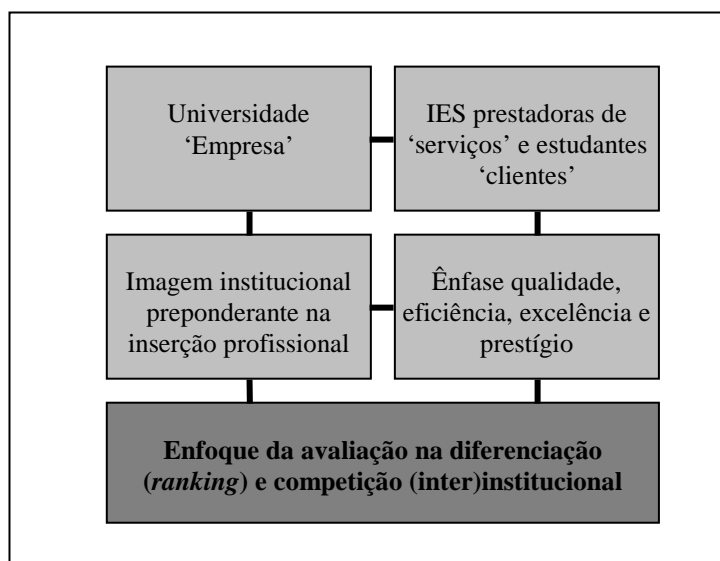 Universidade
‘Empresa’
IES prestadoras de
‘serviços’ e estudantes
‘clientes’
Imagem institucional
preponderante na
inserção profissional
Ênfase qualidade,
eficiência, excelência e
prestígio
Enfoque da avaliação na diferenciação
(ranking) e competição (inter)institucional